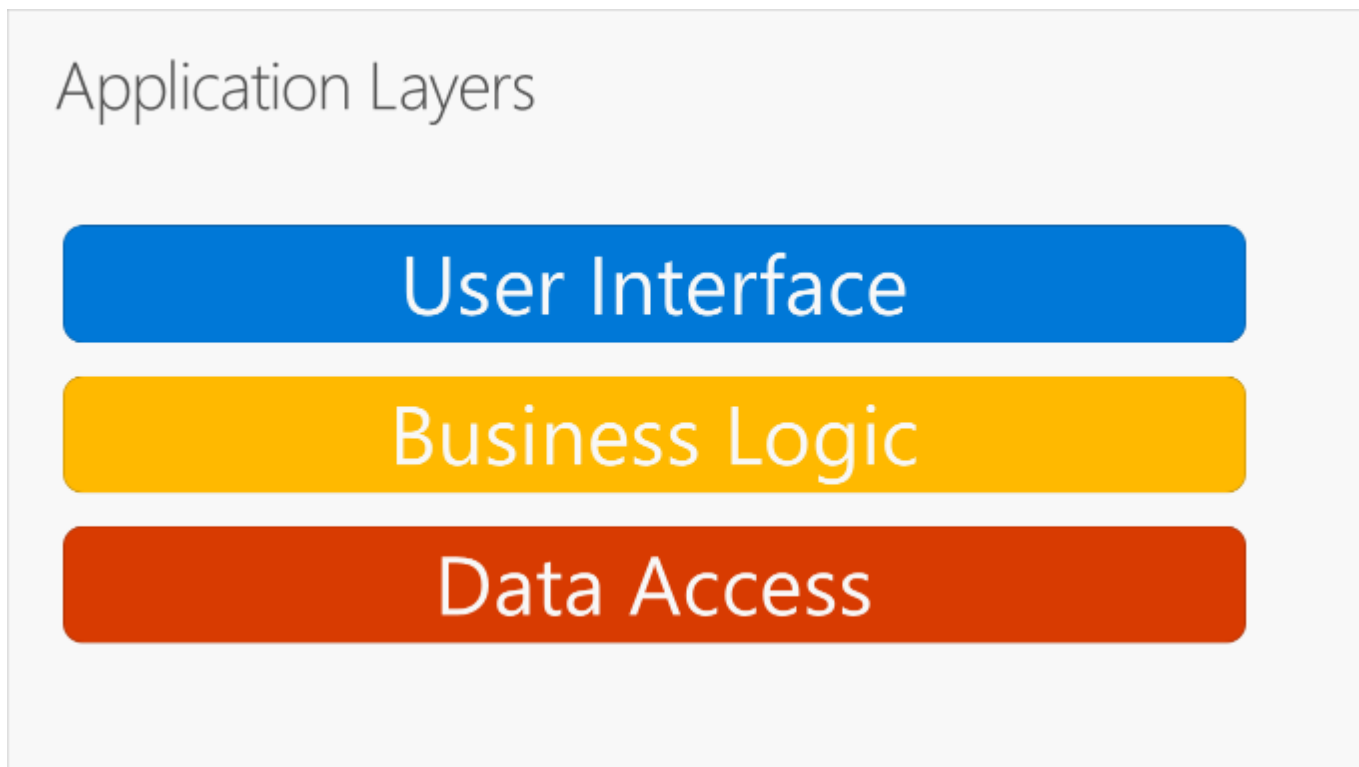 Application Layers
User Interface
Business Logic
Data Access